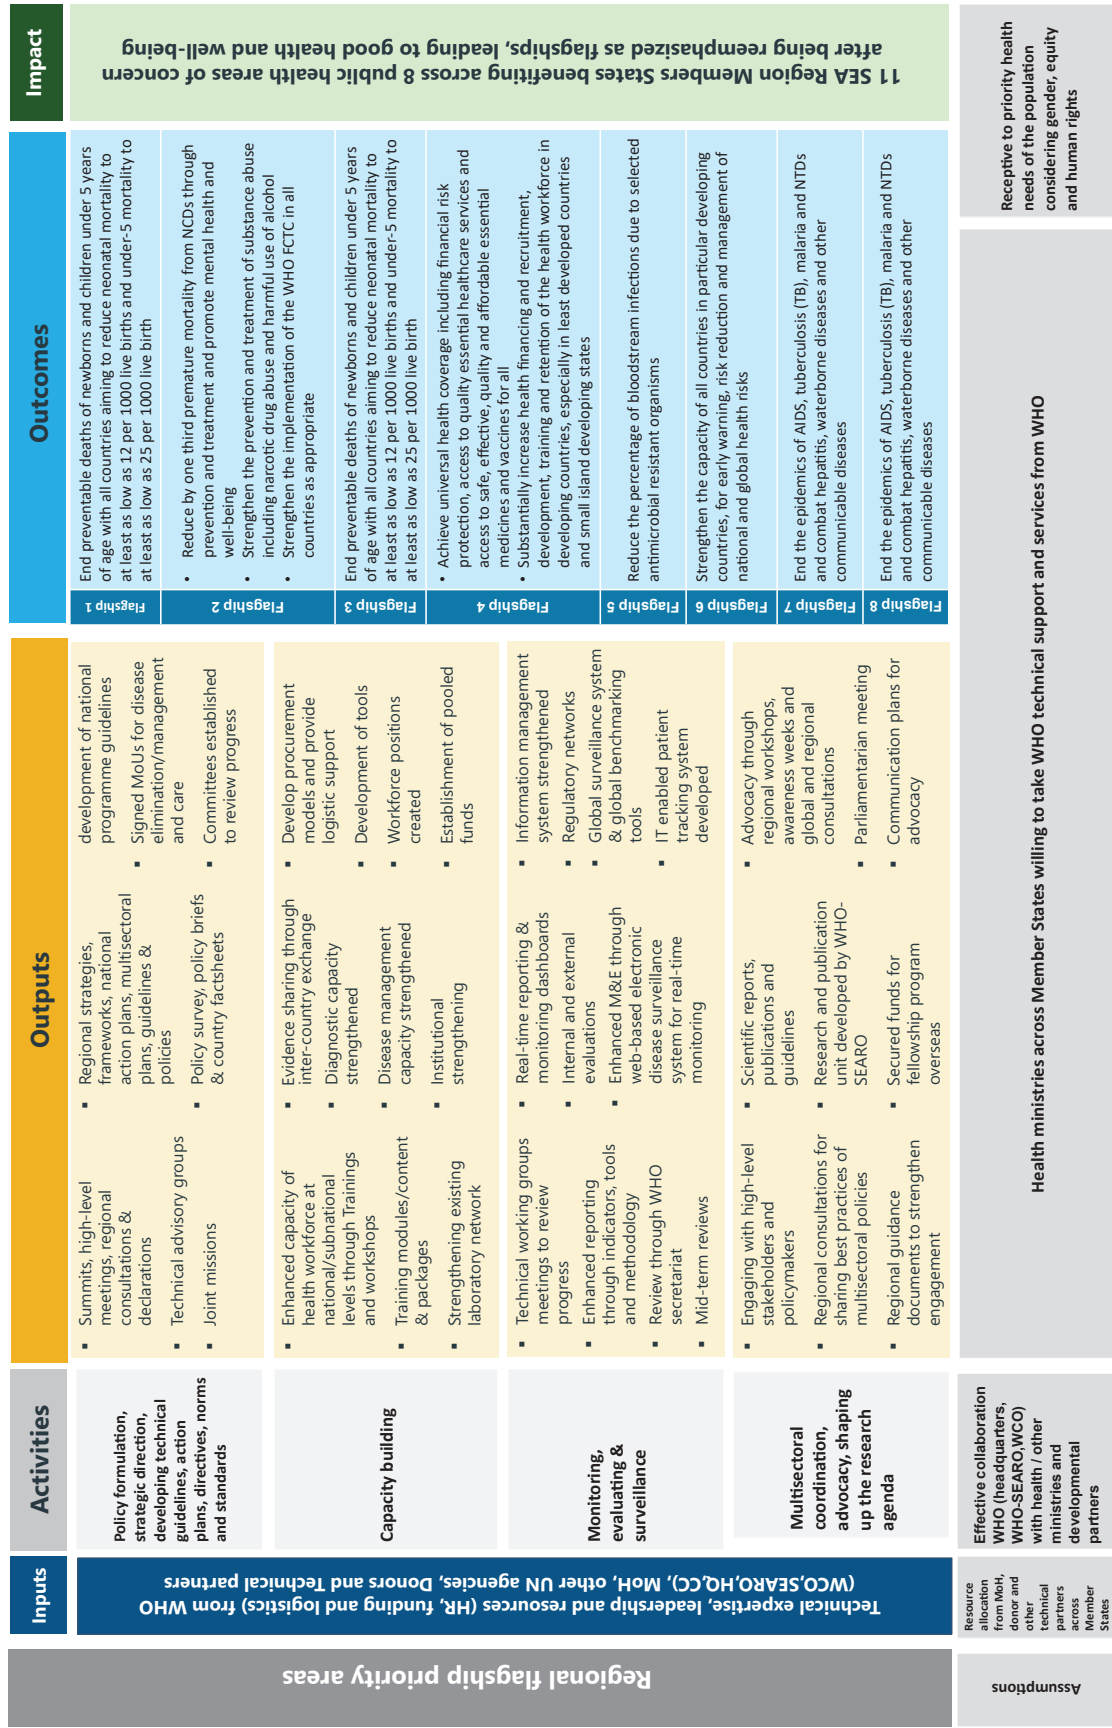 Regional flagship priority areas
Inputs
Technical expertise, leadership and resources (HR, funding and logistics) from WHO
(WCO,SEARO,HQ,CC), MoH, other UN agencies, Donors and Technical partners
Activities
Policy formulation,
strategic direction,
developing technical
guidelines, action
plans, directives, norms
and standards
Capacity building
Monitoring,
evaluating &
surveillance
Multisectoral
coordination,
advocacy, shaping
up the research
agenda
Outputs
▪ Summits, high-level
meetings, regional
consultations &
declarations
▪ Technical advisory groups
▪ Joint missions
▪ Regional strategies,
frameworks, national
action plans, multisectoral
plans, guidelines &
policies
▪ Policy survey, policy briefs
& country factsheets
development of national
programme guidelines
▪ Signed MoUs for disease
elimination/management
and care
▪ Committees established
to review progress
▪ Enhanced capacity of
health workforce at
national/subnational
levels through Trainings
and workshops
▪ Training modules/content
& packages
▪ Strengthening existing
laboratory network
▪ Evidence sharing through
inter-country exchange
▪ Diagnostic capacity
strengthened
▪ Disease management
capacity strengthened
▪ Institutional
strengthening
▪ Develop procurement
models and provide
logistic support
▪ Development of tools
▪ Workforce positions
created
▪ Establishment of pooled
funds
▪ Technical working groups
meetings to review
progress
▪ Enhanced reporting
through indicators, tools
and methodology
▪ Review through WHO
secretariat
▪ Mid-term reviews
▪ Real-time reporting &
monitoring dashboards
▪ Internal and external
evaluations
▪ Enhanced M&E through
web-based electronic
disease surveillance
system for real-time
monitoring
▪ Information management
system strengthened
▪ Regulatory networks
▪ Global surveillance system
& global benchmarking
tools
▪ IT enabled patient
tracking system
developed
▪ Engaging with high-level
stakeholders and
policymakers
▪ Regional consultations for
sharing best practices of
multisectoral policies
▪ Regional guidance
documents to strengthen
engagement
▪ Scientific reports,
publications and
guidelines
▪ Research and publication
unit developed by WHO-
SEARO
▪ Secured funds for
fellowship program
overseas
▪ Advocacy through
regional workshops,
awareness weeks and
global and regional
consultations
▪ Parliamentarian meeting
▪ Communication plans for
advocacy
Outcomes
Flagship 1
End preventable deaths of newborns and children under 5 years
of age with all countries aiming to reduce neonatal mortality to
at least as low as 12 per 1000 live births and under-5 mortality to
at least as low as 25 per 1000 live birth
Flagship 2
• Reduce by one third premature mortality from NCDs through
prevention and treatment and promote mental health and
well-being
• Strengthen the prevention and treatment of substance abuse
including narcotic drug abuse and harmful use of alcohol
• Strengthen the implementation of the WHO FCTC in all
countries as appropriate
Flagship 3
End preventable deaths of newborns and children under 5 years
of age with all countries aiming to reduce neonatal mortality to
at least as low as 12 per 1000 live births and under-5 mortality to
at least as low as 25 per 1000 live birth
Flagship 4
• Achieve universal health coverage including financial risk
protection, access to quality essential healthcare services and
access to safe, effective, quality and affordable essential
medicines and vaccines for all
• Substantially increase health financing and recruitment,
development, training and retention of the health workforce in
developing countries, especially in least developed countries
and small island developing states
Flagship 5
Reduce the percentage of bloodstream infections due to selected
antimicrobial resistant organisms
Flagship 6
Strengthen the capacity of all countries in particular developing
countries, for early warning, risk reduction and management of
national and global health risks
Flagship 7
End the epidemics of AIDS, tuberculosis (TB), malaria and NTDs
and combat hepatitis, waterborne diseases and other
communicable diseases
Flagship 8
End the epidemics of AIDS, tuberculosis (TB), malaria and NTDs
and combat hepatitis, waterborne diseases and other
communicable diseases
Impact
11 SEA Region Members States benefiting across 8 public health areas of concern
after being reemphasized as flagships, leading to good health and well-being
Assumptions
Resource
allocation
from MoH,
donor and
other
technical
partners
across
Member
States
Effective collaboration
WHO (headquarters,
WHO-SEARO,WCO)
with health / other
ministries and
developmental
partners
Health ministries across Member States willing to take WHO technical support and services from WHO
Receptive to priority health
needs of the population
considering gender, equity
and human rights